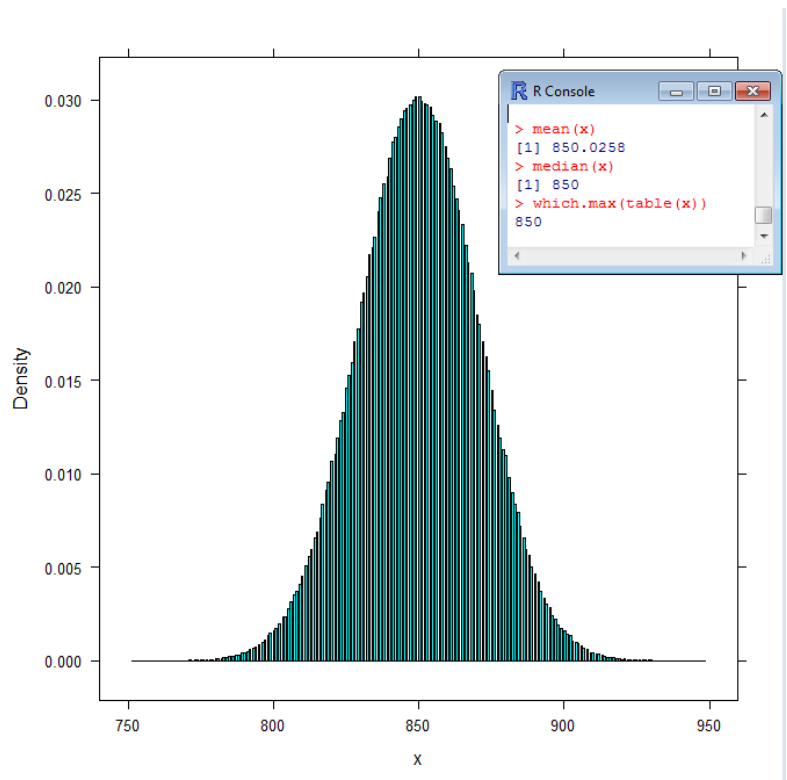 0.030
0.025
0.020
0.015
0.010
0.005
0.000
Density
750 800 850 900 950
x
R R Console
> mean(x)
[1] 850.0258
> median(x)
[1] 850
> which.max(table(x))
850